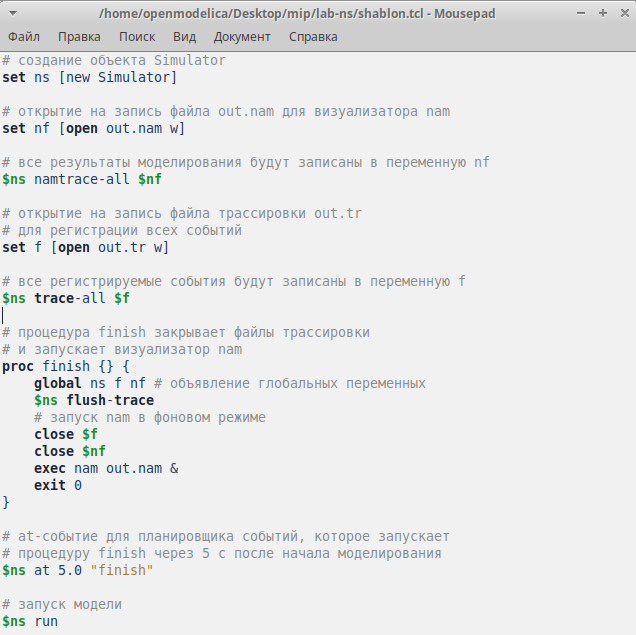 /home/openmodelica/Desktop/mip/lab-ns/shablon.tcl - Mousepad
Файл Правка Поиск Вид Документ Справка
# создание объекта Simulator
set ns [new Simulator]
# открытие на запись файла out.nam для визуализатора nam
set nf [open out.nam w]
# все результаты моделирования будут записаны в переменную nf
$ns namtrace-all $nf
# открытие на запись файла трассировки out.tr
# для регистрации всех событий
set f [open out.tr w]
# все регистрируемые события будут записаны в переменную f
$ns trace-all $f
# процедура finish закрывает файлы трассировки
# и запускает визуализатор nam
proc finish {} {
global ns f nf # объявление глобальных переменных
$ns flush-trace
# запуск nam в фоновом режиме
close $f
close $nf
exec nam out.nam &
exit 0
}
# at-событие для планировщика событий, которое запускает
# процедуру finish через 5 с после начала моделирования
$ns at 5.0 "finish"
# запуск модели
$ns run